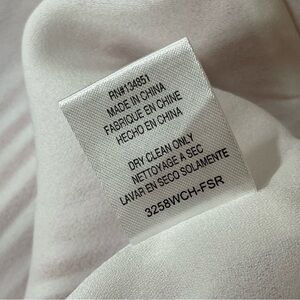 RN#134851
MADE IN CHINA
FABRIQUE EN CHINE
HECHO EN CHINA
DRY CLEAN ONLY
NETTOYAGE A SEC
LAVAR EN SECO SOLAMENTE
3258WCH-FSR